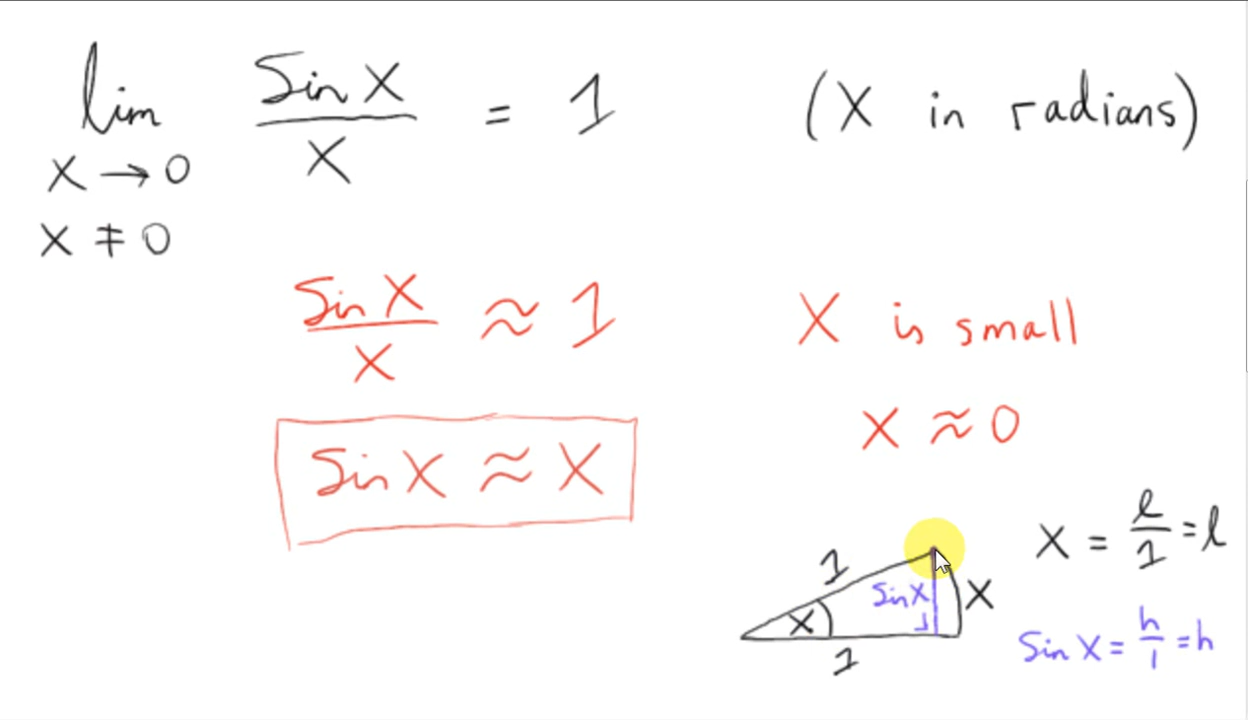 lim sin x / x = 1 (x in radians)
x → 0
x ≠ 0
sin x / x ≈ 1 x is small
sin x ≈ x x ≈ 0
x = l/1 = l
1
sin x x
x
1
sin x = h/1 = h